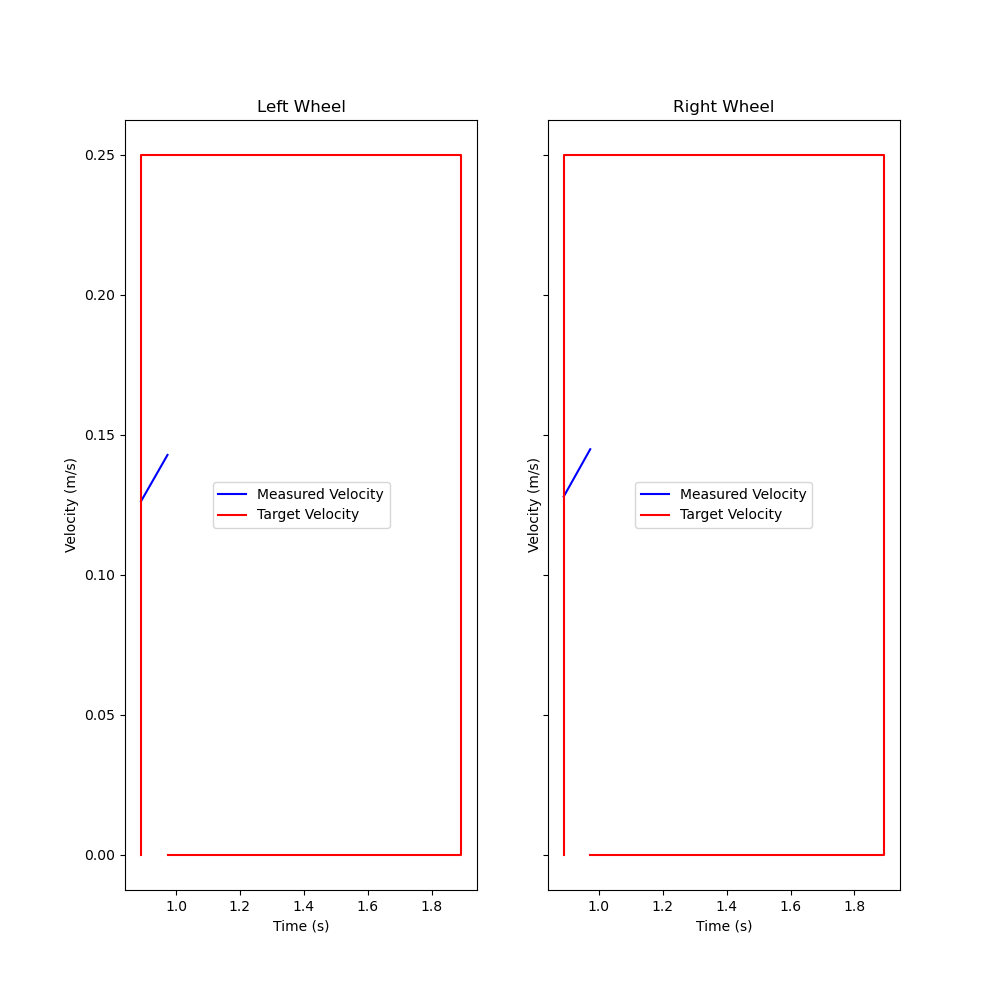 Left Wheel
Right Wheel
Velocity (m/s)
0.25
0.20
0.15
0.10
0.05
0.00
Measured Velocity
Target Velocity
1.0 1.2 1.4 1.6 1.8
Time (s)
Velocity (m/s)
Measured Velocity
Target Velocity
1.0 1.2 1.4 1.6 1.8
Time (s)